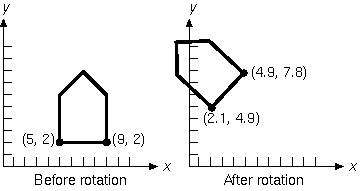 y
y
(4.9, 7.8)
(5, 2)
(9, 2)
(2.1, 4.9)
x
x
Before rotation
After rotation